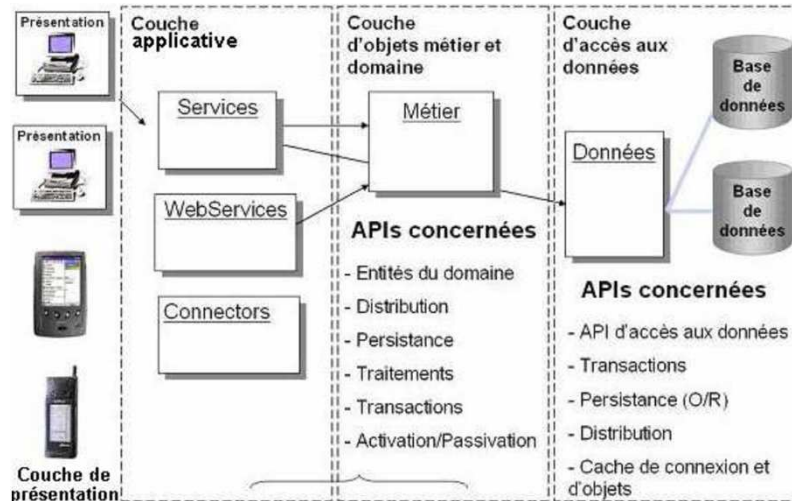 Présentation
Présentation
Couche de
présentation
Couche
applicative
Services
WebServices
Connectors
Couche
d'objets métier et
domaine
Métier
APIs concernées
- Entités du domaine
- Distribution
- Persistance
- Traitements
- Transactions
- Activation/Passivation
Couche
d'accès aux
données
Base
de
données
Données
Base
de
données
APIs concernées
- API d'accès aux données
- Transactions
- Persistance (O/R)
- Distribution
- Cache de connexion et
d'objets